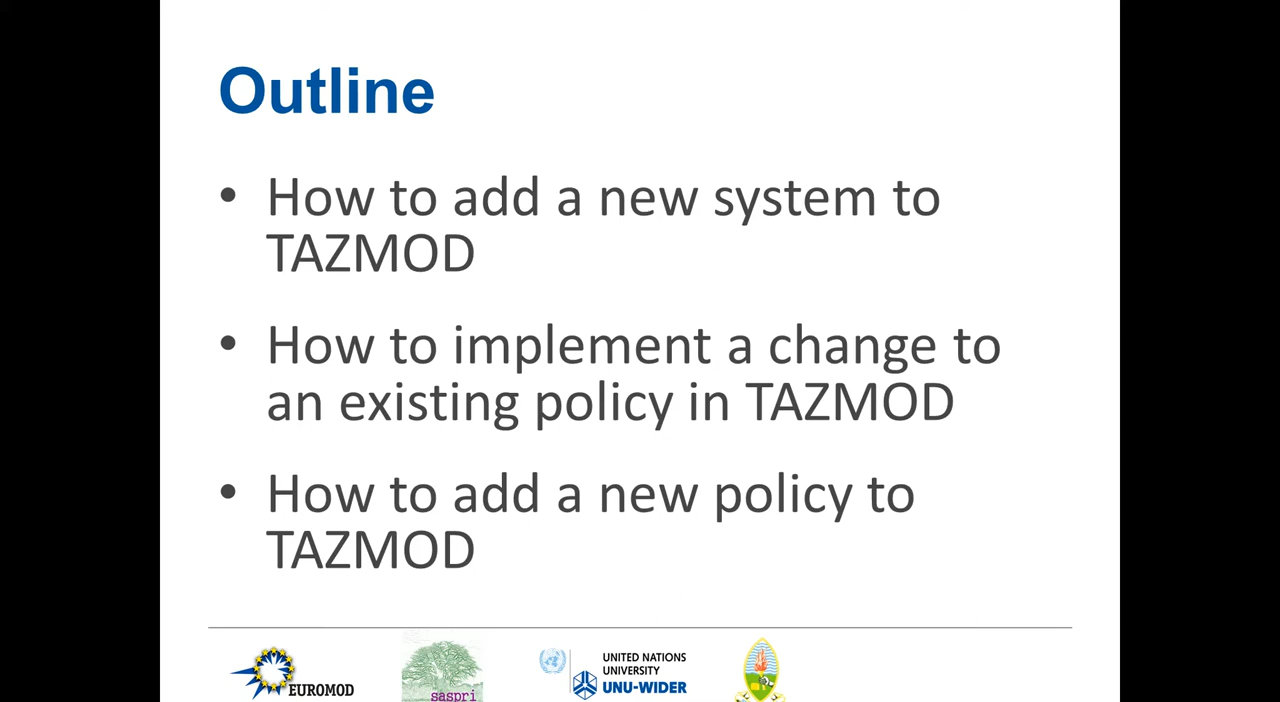 Outline
• How to add a new system to
TAZMOD
• How to implement a change to
an existing policy in TAZMOD
• How to add a new policy to
TAZMOD
EUROMOD
saspri
UNITED NATIONS
UNIVERSITY
UNU-WIDER